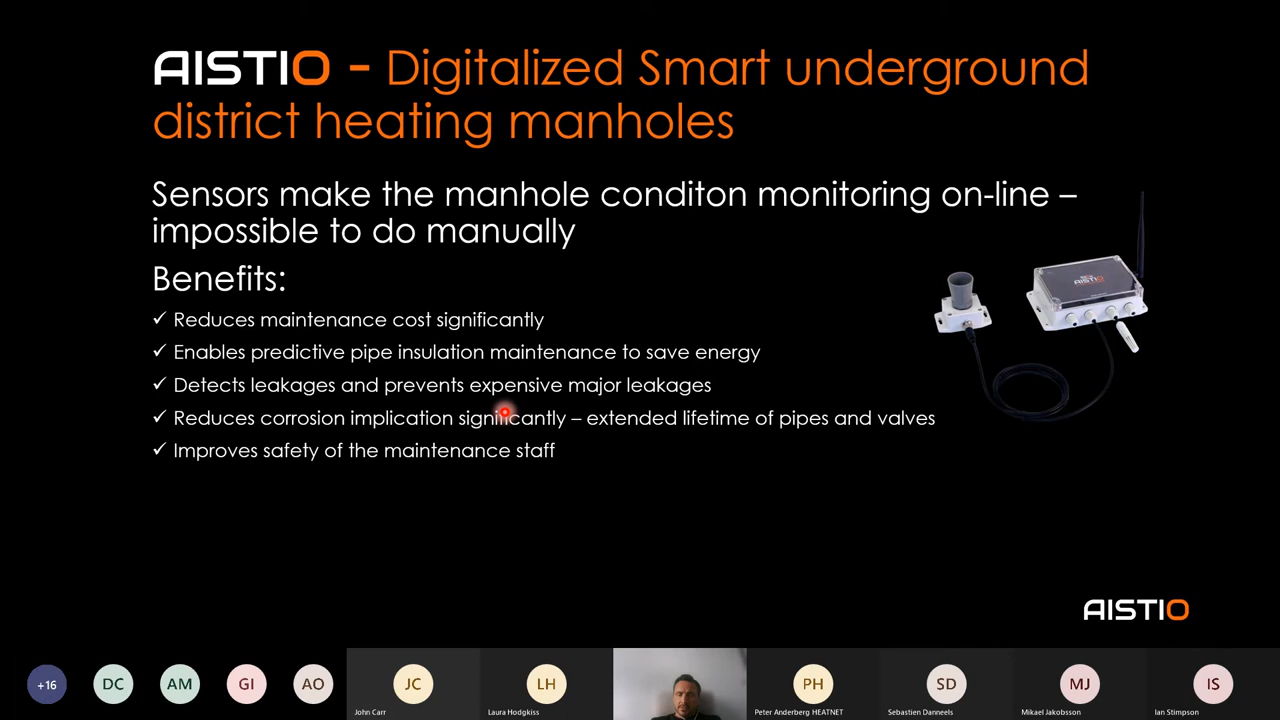 AISTIO - Digitalized Smart underground
district heating manholes
Sensors make the manhole conditon monitoring on-line –
impossible to do manually
Benefits:
✓ Reduces maintenance cost significantly
✓ Enables predictive pipe insulation maintenance to save energy
✓ Detects leakages and prevents expensive major leakages
✓ Reduces corrosion implication significantly – extended lifetime of pipes and valves
✓ Improves safety of the maintenance staff
AISTIO
AISTIO
+16
DC
AM
GI
AO
JC
John Carr
LH
Laura Hodgkiss
PH
Peter Anderberg HEATNET
SD
Sebastien Danneels
MJ
Mikael Jakobsson
IS
Ian Stimpson